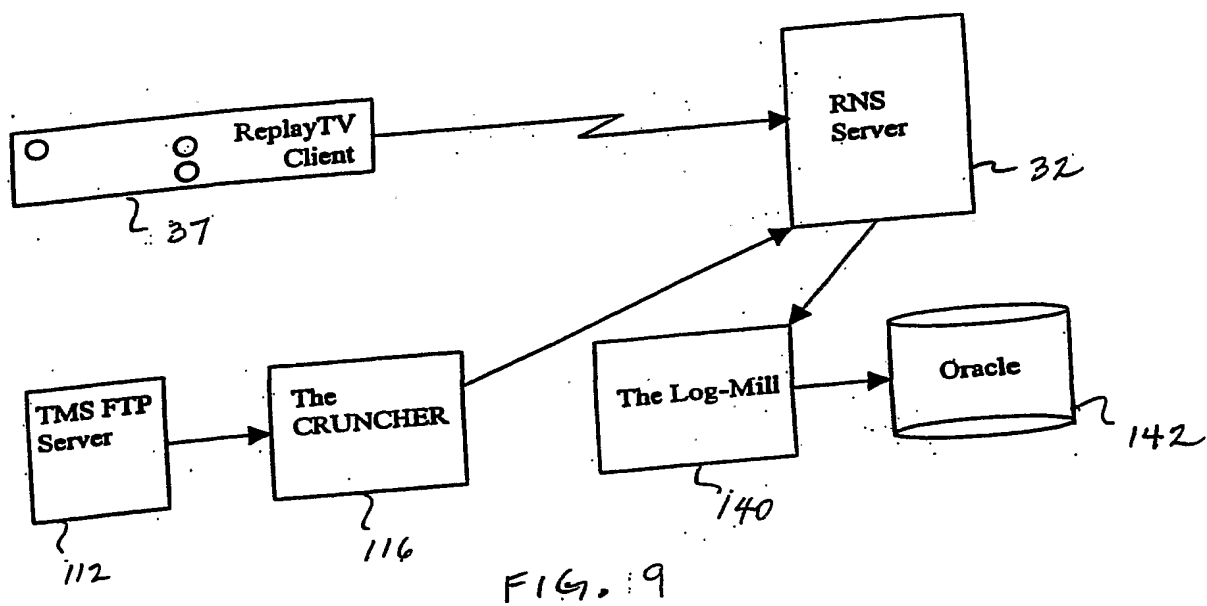 ReplayTV
Client
37
RNS
Server
32
TMS FTP
Server
112
The
CRUNCHER
116
The Log-Mill
140
Oracle
142
FIG. 9